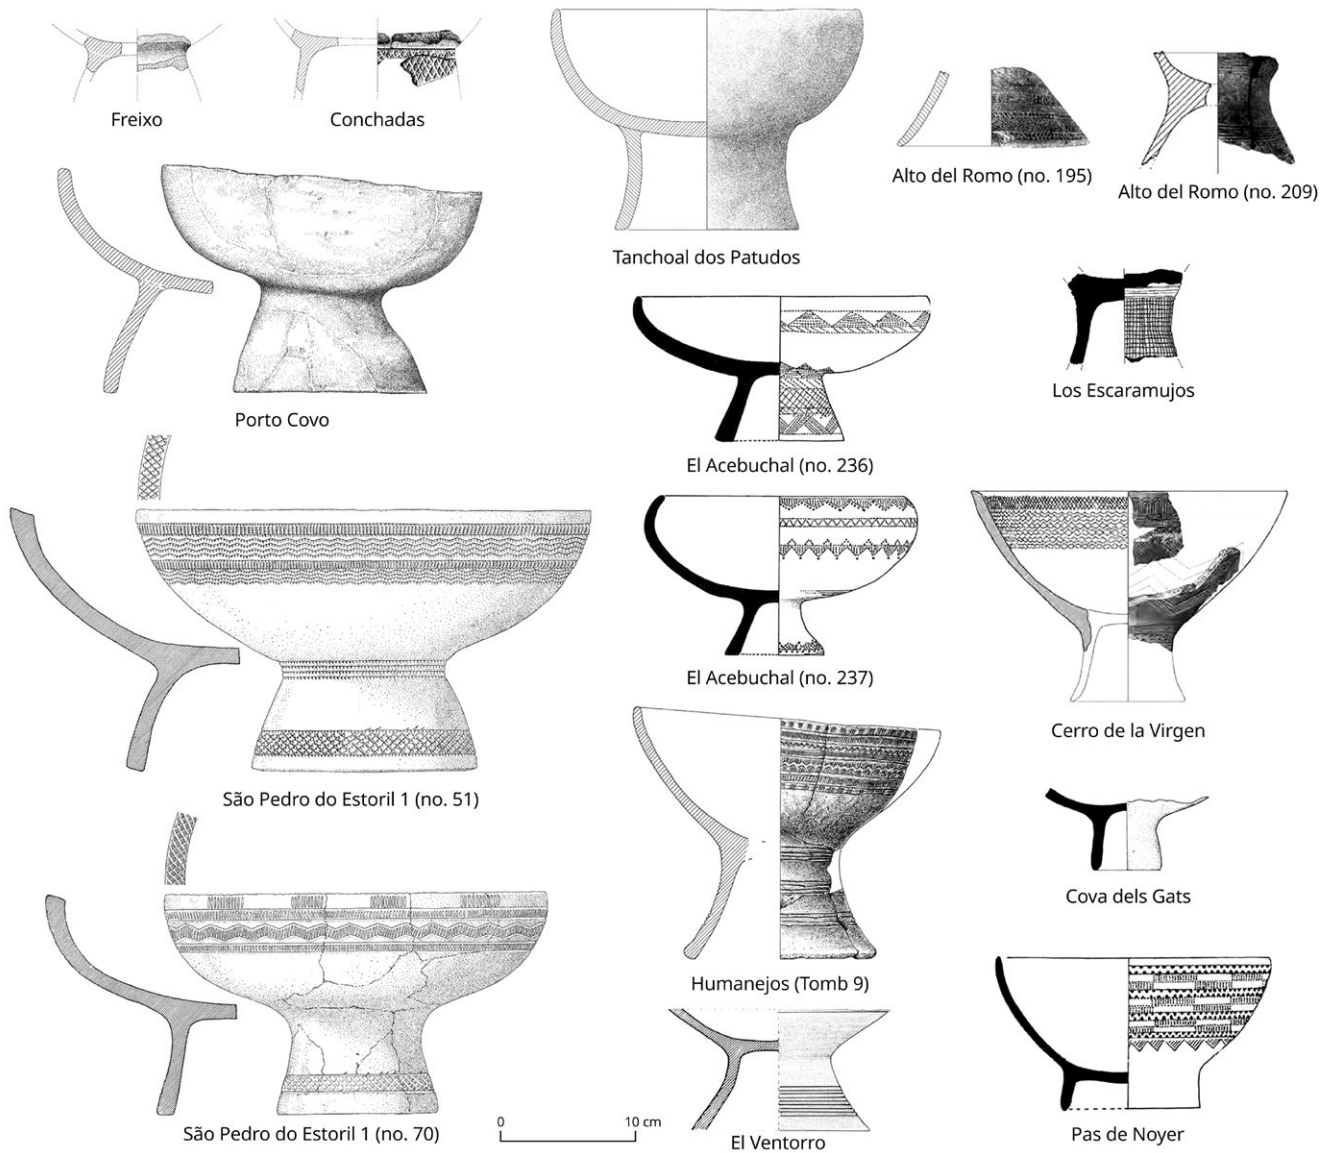 Freixo
Conchadas
Alto del Romo (no. 195)
Alto del Romo (no. 209)
Tanchoal dos Patudos
Porto Covo
Los Escaramujos
El Acebuchal (no. 236)
El Acebuchal (no. 237)
Cerro de la Virgen
São Pedro do Estoril 1 (no. 51)
Cova dels Gats
Humanejos (Tomb 9)
0 10 cm
São Pedro do Estoril 1 (no. 70)
El Ventorro
Pas de Noyer